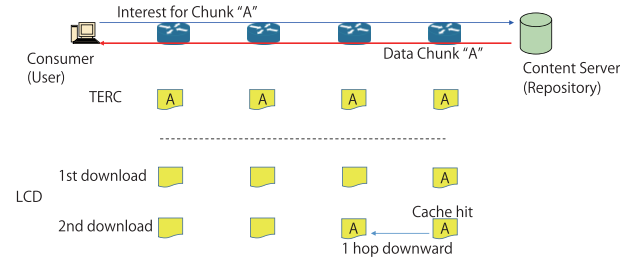 Interest for Chunk “A”
Data Chunk “A”
Consumer
(User)
Content Server
(Repository)
TERC
A
A
A
A
LCD
1st download
A
2nd download
Cache hit
A
A
1 hop downward